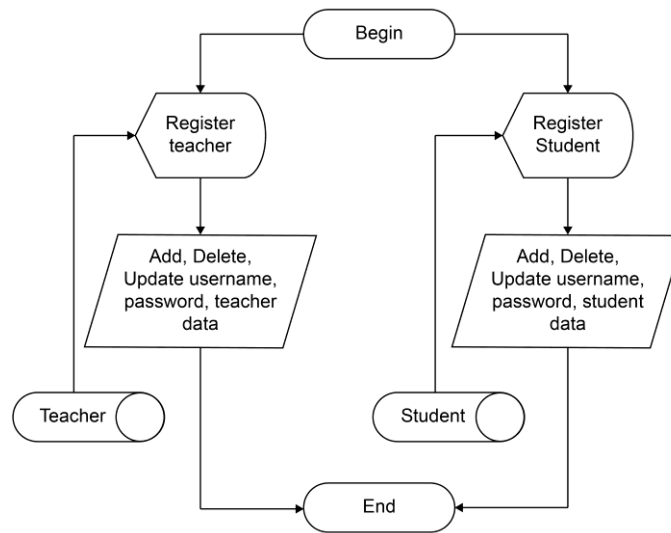 Begin
Register
teacher
Register
Student
Add, Delete,
Update username,
password, teacher
data
Add, Delete,
Update username,
password, student
data
Teacher
Student
End